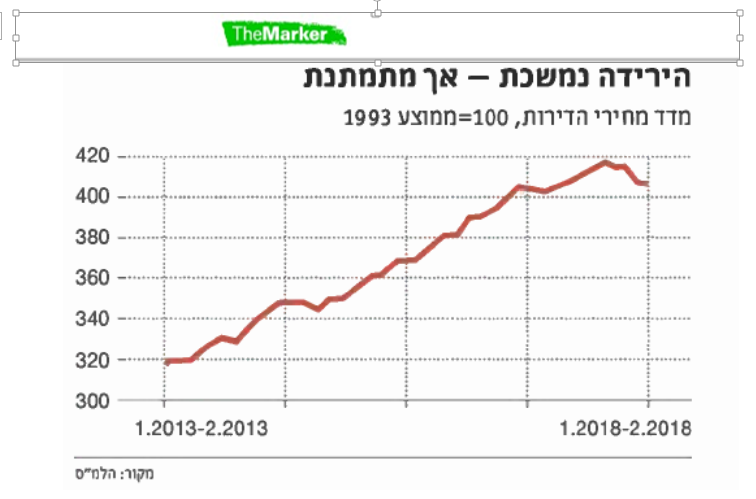 TheMarker
הירידה נמשכת – אך מתמתנת
מדד מחירי הדירות, 100=ממוצע 1993
420
400
380
360
340
320
300
1.2013-2.2013
1.2018-2.2018
מקור: הלמ"ס